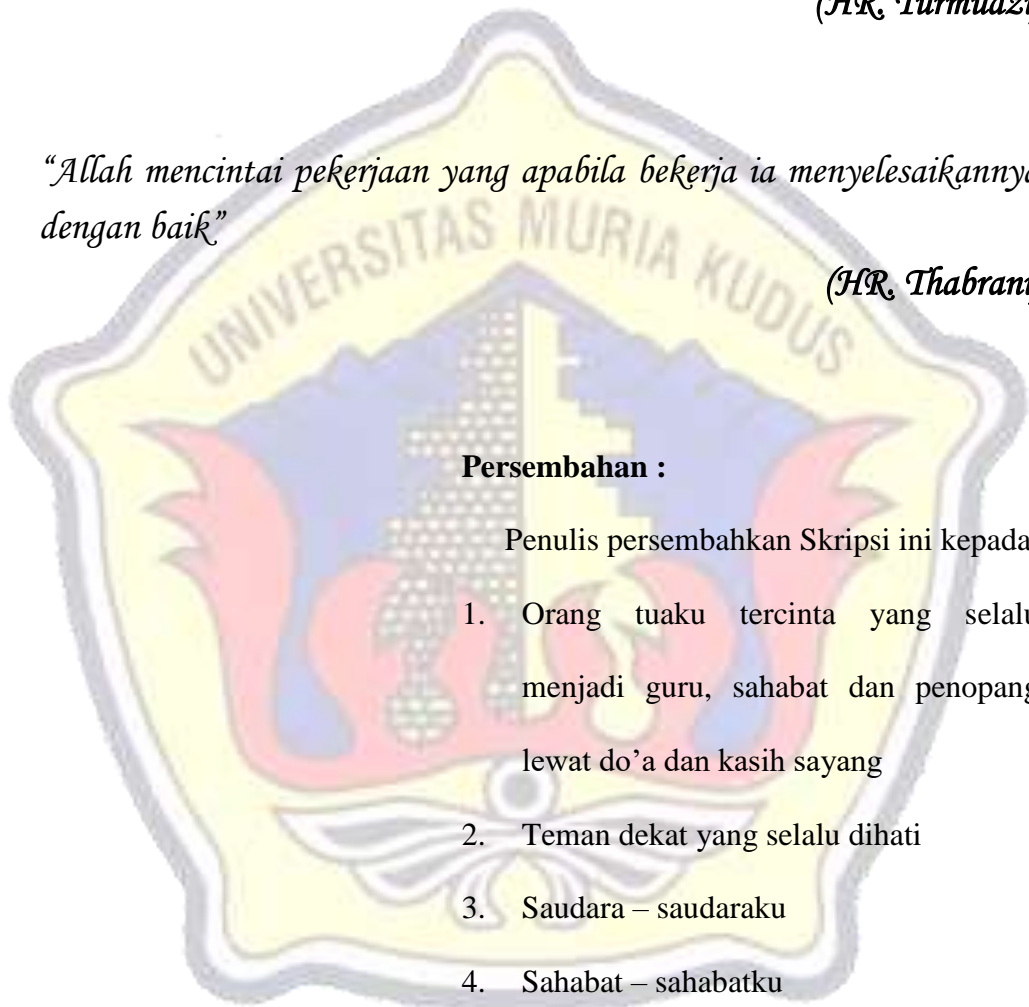 (HR. Turmudzi)
“Allah mencintai pekerjaan yang apabila bekerja ia menyelesaikannya
dengan baik”
UNIVERSITAS MURIA KUDUS
(HR. Thabrani)
Persembahan :
Penulis persembahkan Skripsi ini kepada
1. Orang tuaku tercinta yang selalu
menjadi guru, sahabat dan penopang
lewat do’a dan kasih sayang
2. Teman dekat yang selalu dihati
3. Saudara – saudaraku
4. Sahabat – sahabatku